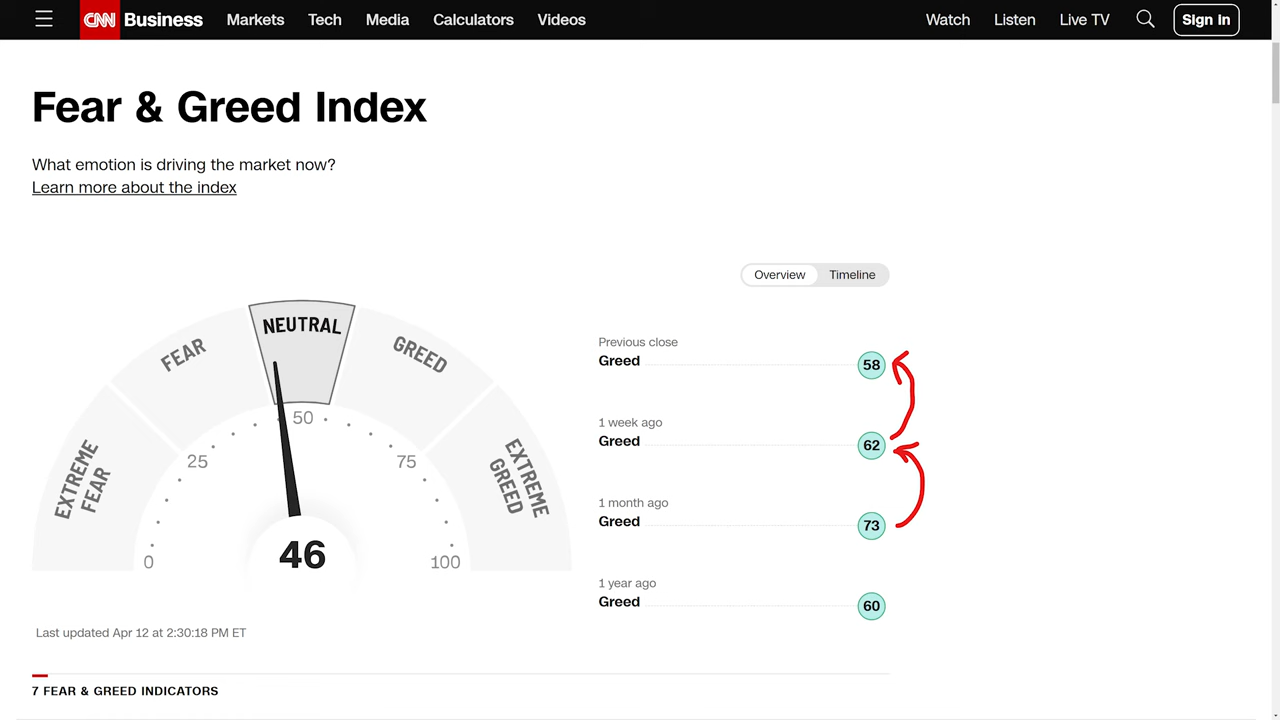 CNN Business Markets Tech Media Calculators Videos Watch Listen Live TV Sign in
Fear & Greed Index
What emotion is driving the market now?
Learn more about the index
Overview Timeline
EXTREME FEAR
FEAR
NEUTRAL
GREED
EXTREME GREED
0
25
50
75
100
46
Last updated Apr 12 at 2:30:18 PM ET
Previous close
Greed 58
1 week ago
Greed 62
1 month ago
Greed 73
1 year ago
Greed 60
7 FEAR & GREED INDICATORS